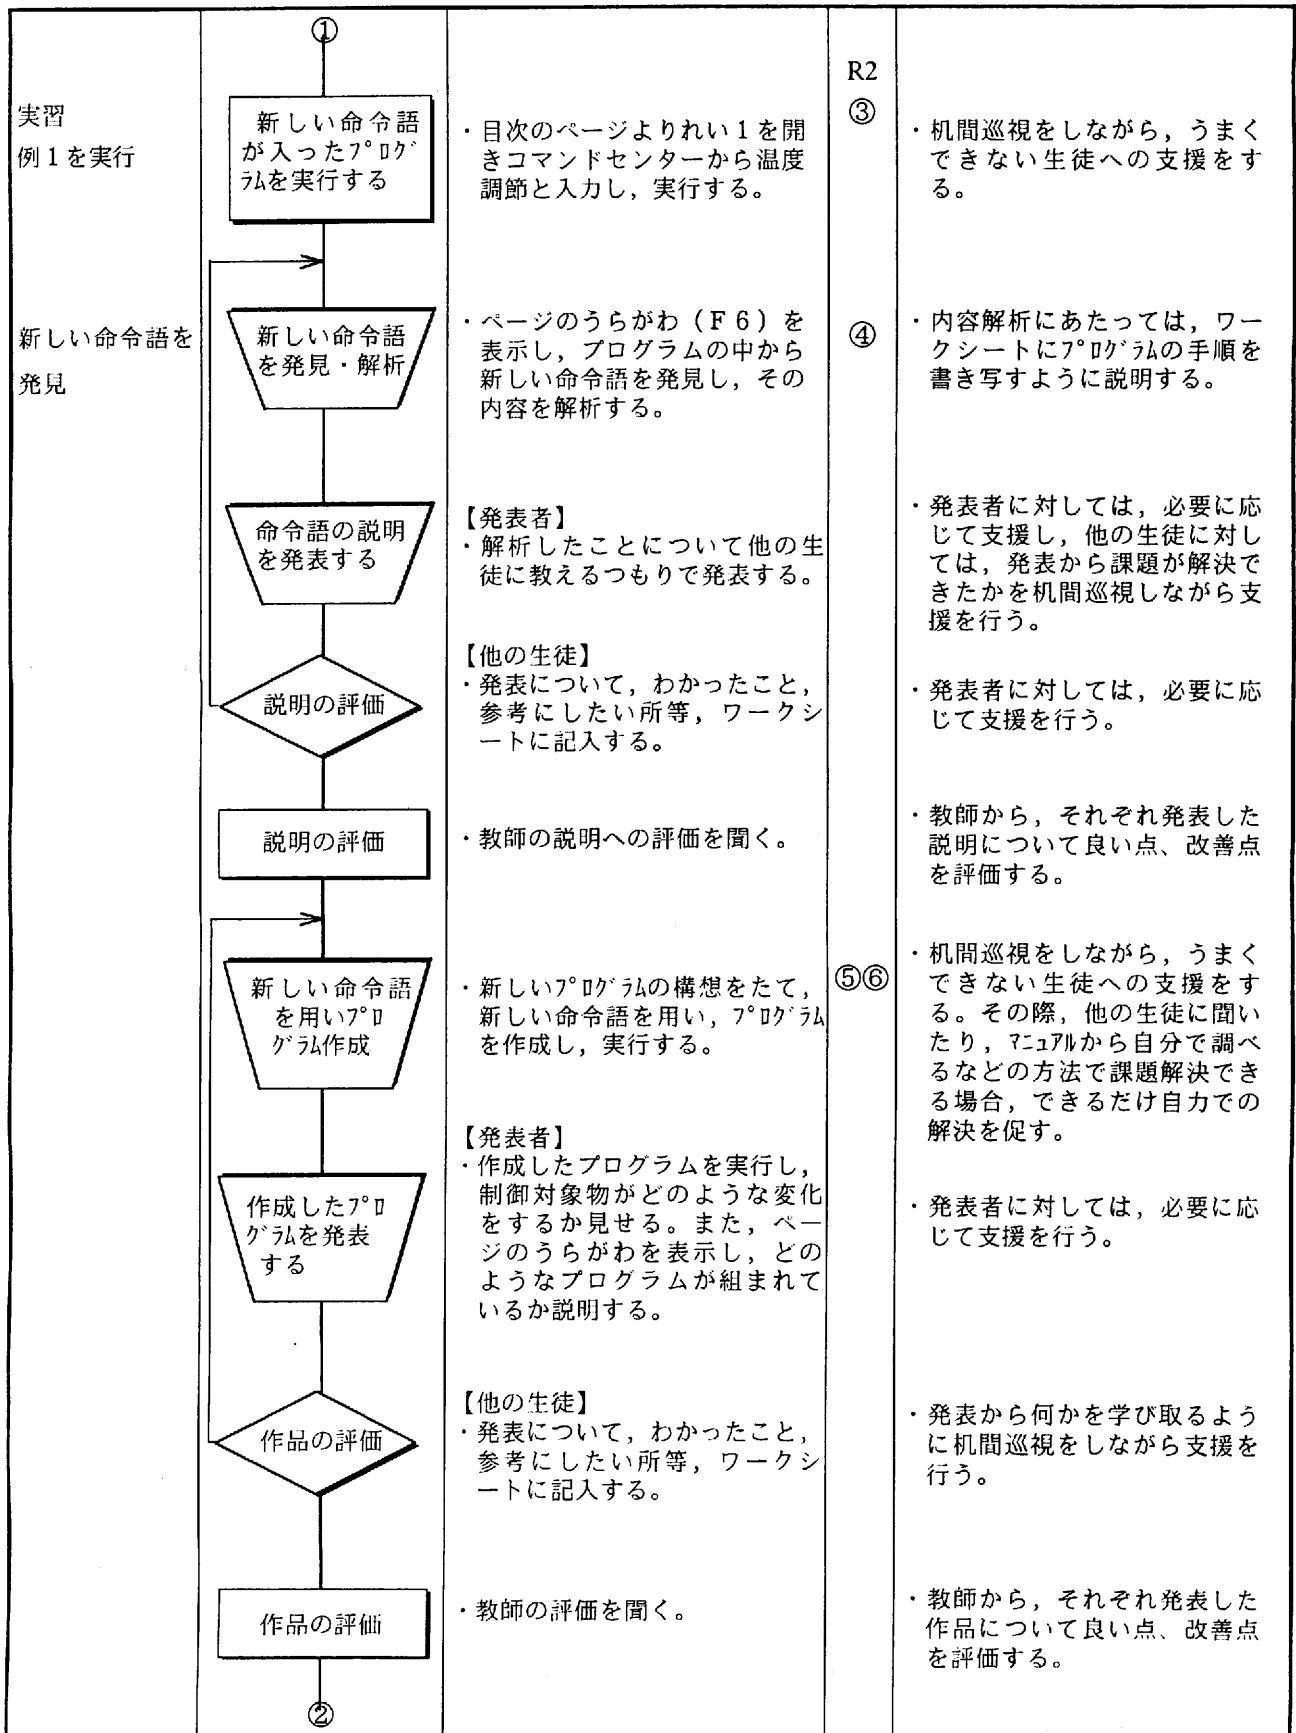 ①
R2
実習
例１を実行
新しい命令語
が入ったﾌﾟﾛｸﾞ
ﾗﾑを実行する
・目次のページよりれい１を開
きコマンドセンターから温度
調節と入力し，実行する。
③
・机間巡視をしながら，うまく
できない生徒への支援をす
る。
新しい命令語を
発見
新しい命令語
を発見・解析
・ページのうらがわ（Ｆ６）を
表示し，プログラムの中から
新しい命令語を発見し，その
内容を解析する。
④
・内容解析にあたっては，ワー
クシートにﾌﾟﾛｸﾞﾗﾑの手順を
書き写すように説明する。
命令語の説明
を発表する
【発表者】
・解析したことについて他の生
徒に教えるつもりで発表する。
・発表者に対しては，必要に応
じて支援し，他の生徒に対し
ては，発表から課題が解決で
きたかを机間巡視しながら支
援を行う。
説明の評価
【他の生徒】
・発表について，わかったこと，
参考にしたい所等，ワークシ
ートに記入する。
・発表者に対しては，必要に応
じて支援を行う。
説明の評価
・教師の説明への評価を聞く。
・教師から，それぞれ発表した
説明について良い点、改善点
を評価する。
新しい命令語
を用いﾌﾟﾛ
ｸﾞﾗﾑ作成
・新しいﾌﾟﾛｸﾞﾗﾑの構想をたて，
新しい命令語を用い，ﾌﾟﾛｸﾞﾗﾑ
を作成し，実行する。
⑤⑥
・机間巡視をしながら，うまく
できない生徒への支援をす
る。その際，他の生徒に聞い
たり，ﾏﾆｭｱﾙから自分で調べ
るなどの方法で課題解決でき
る場合，できるだけ自力での
解決を促す。
作成したﾌﾟﾛ
ｸﾞﾗﾑを発表
する
【発表者】
・作成したプログラムを実行し，
制御対象物がどのような変化
をするか見せる。また，ペー
ジのうらがわを表示し，どの
ようなプログラムが組まれて
いるか説明する。
・発表者に対しては，必要に応
じて支援を行う。
作品の評価
【他の生徒】
・発表について，わかったこと，
参考にしたい所等，ワークシ
ートに記入する。
・発表から何かを学び取るよう
に机間巡視をしながら支援を
行う。
作品の評価
・教師の評価を聞く。
・教師から，それぞれ発表した
作品について良い点、改善点
を評価する。
②